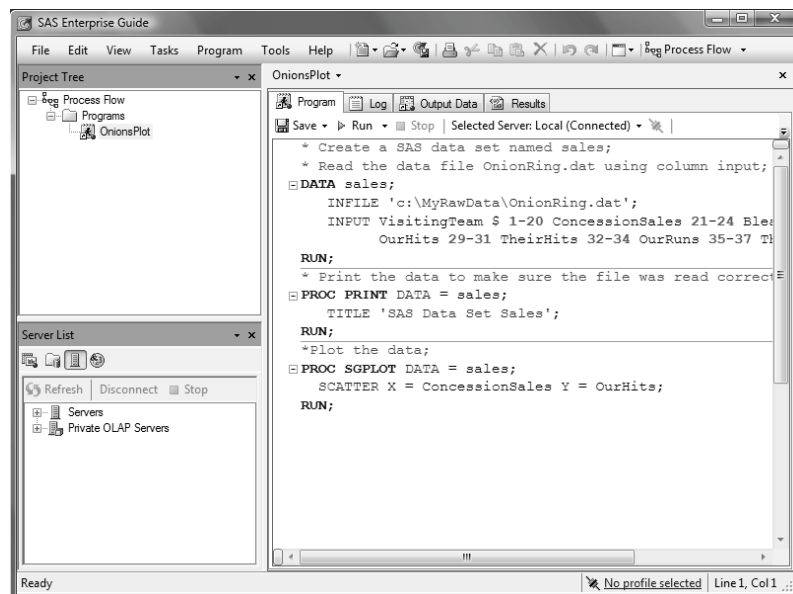 SAS Enterprise Guide
File Edit View Tasks Program Tools Help Process Flow
Project Tree
Process Flow
Programs
OnionsPlot
Server List
Refresh Disconnect Stop
Servers
Private OLAP Servers
OnionsPlot
Program Log Output Data Results
Save Run Stop Selected Server: Local (Connected)
* Create a SAS data set named sales;
* Read the data file OnionRing.dat using column input;
DATA sales;
INFILE 'c:\MyRawData\OnionRing.dat';
INPUT VisitingTeam $ 1-20 ConcessionSales 21-24
OurHits 29-31 TheirHits 32-34 OurRuns 35-37
RUN;
* Print the data to make sure the file was read correct
PROC PRINT DATA = sales;
TITLE 'SAS Data Set Sales';
RUN;
*Plot the data;
PROC SGPLOT DATA = sales;
SCATTER X = ConcessionSales Y = OurHits;
RUN;
Ready No profile selected Line 1, Col 1